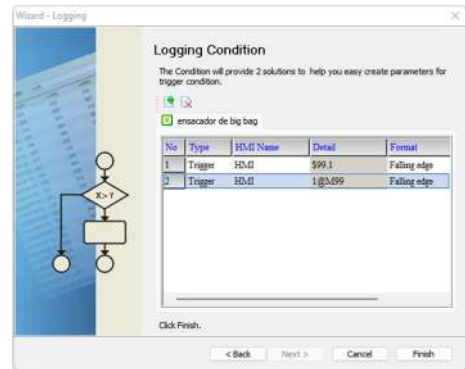 Wizard - Logging
Logging Condition
The Condition will provide 2 solutions to help you easy create parameters for
trigger condition.
ensacador de big bag
No Type HMI Name Detail Format
1 Trigger HMI $99.1 Falling edge
2 Trigger HMI 1@M99 Falling edge
X>Y
Click Finish.
< Back Next > Cancel Finish